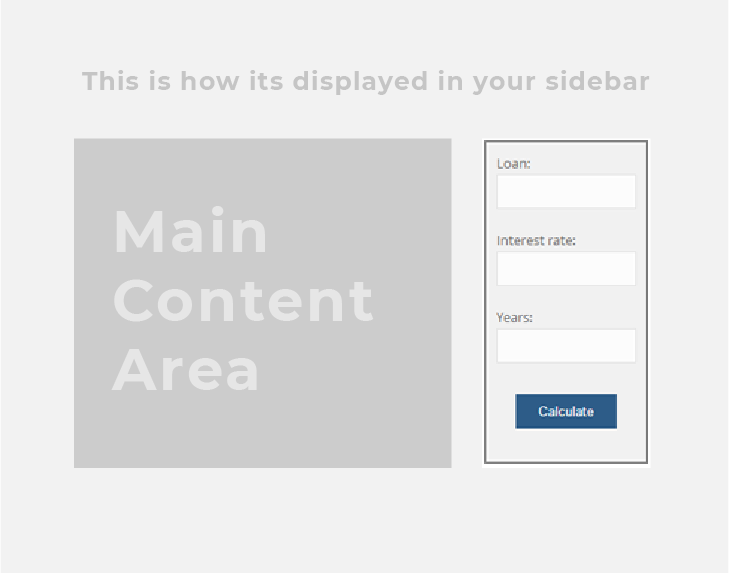 This is how its displayed in your sidebar
Main
Content
Area
Loan:
Interest rate:
Years:
Calculate